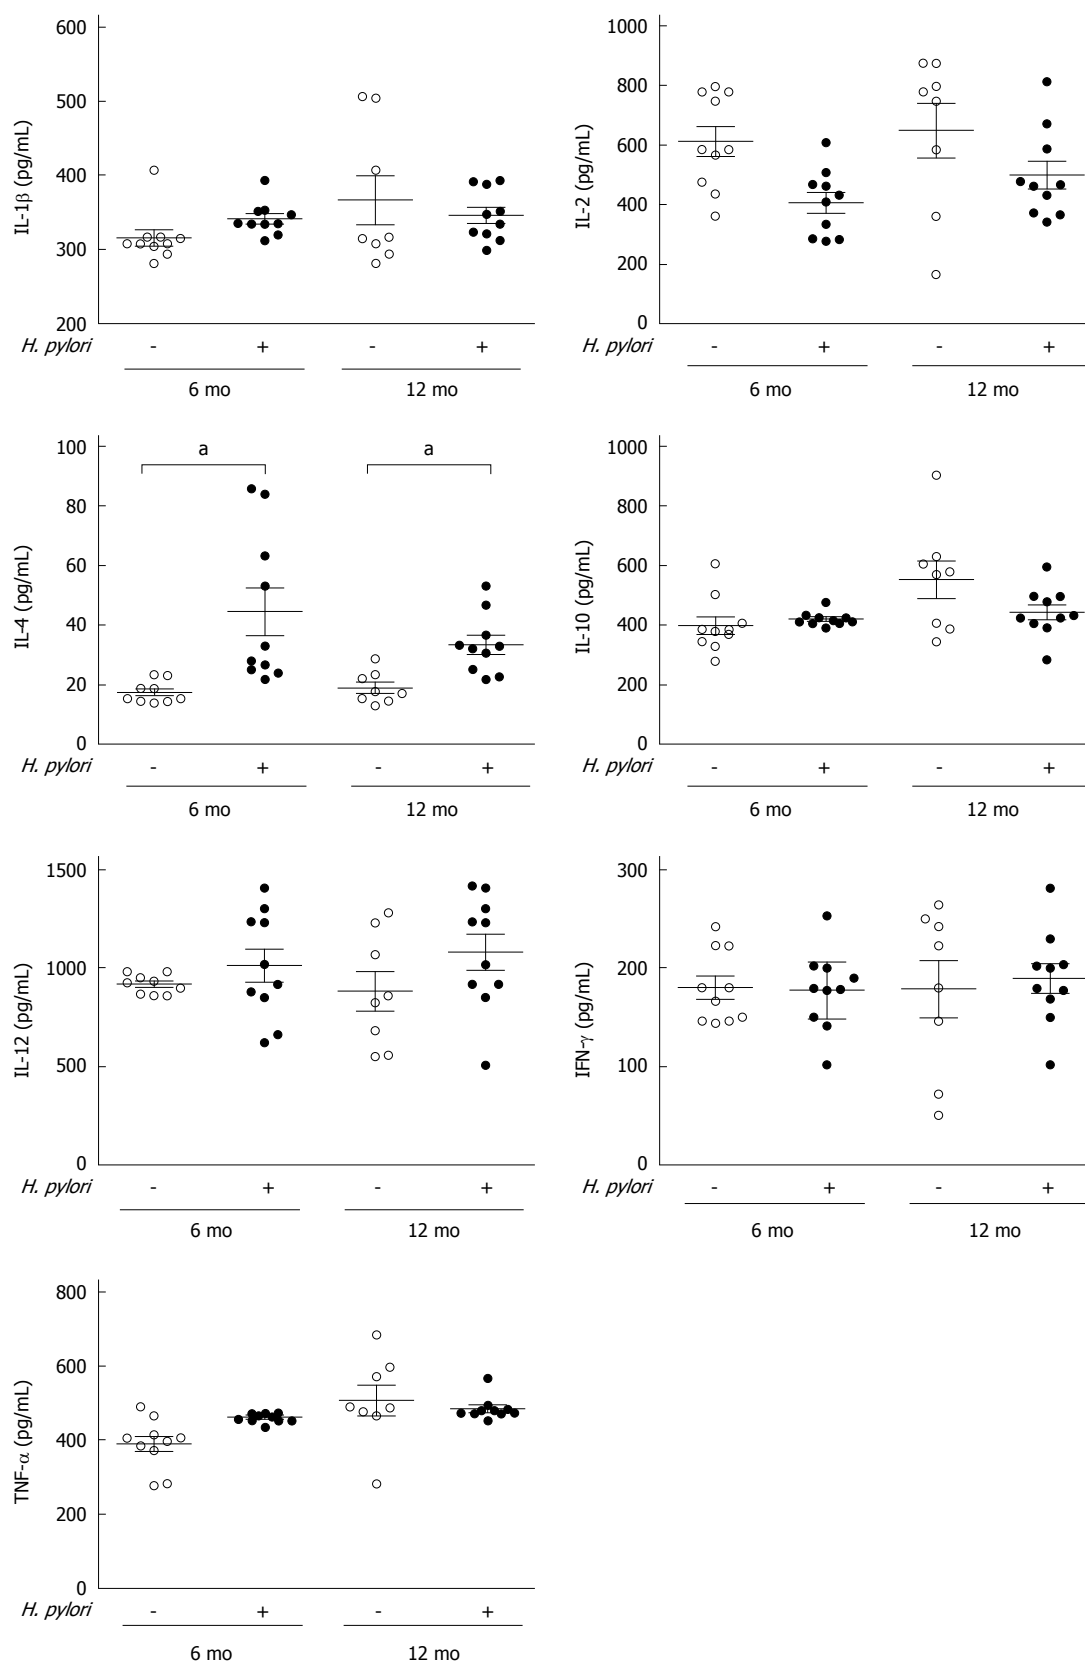 600
500
400
300
200
IL-1β (pg/mL)
H. pylori - + - +
6 mo 12 mo
1000
800
600
400
200
0
IL-2 (pg/mL)
- + - +
6 mo 12 mo
100
80
60
40
20
0
IL-4 (pg/mL)
a a
H. pylori - + - +
6 mo 12 mo
1000
800
600
400
200
0
IL-10 (pg/mL)
H. pylori - + - +
6 mo 12 mo
1500
1000
500
0
IL-12 (pg/mL)
H. pylori - + - +
6 mo 12 mo
300
200
100
0
IFN-γ (pg/mL)
H. pylori - + - +
6 mo 12 mo
800
600
400
200
0
TNF-α (pg/mL)
H. pylori - + - +
6 mo 12 mo